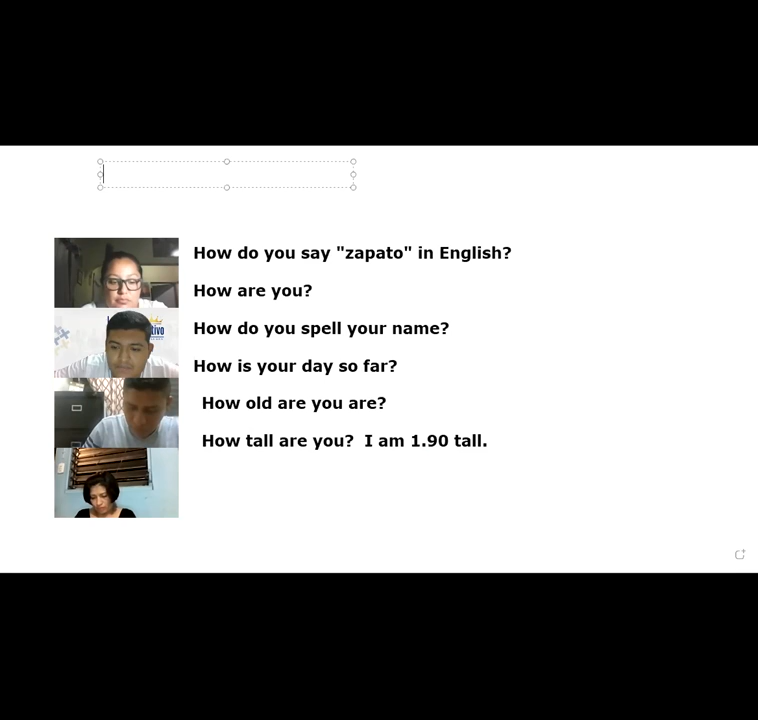 How do you say "zapato" in English?
How are you?
tivo
How do you spell your name?
How is your day so far?
How old are you are?
How tall are you?  I am 1.90 tall.